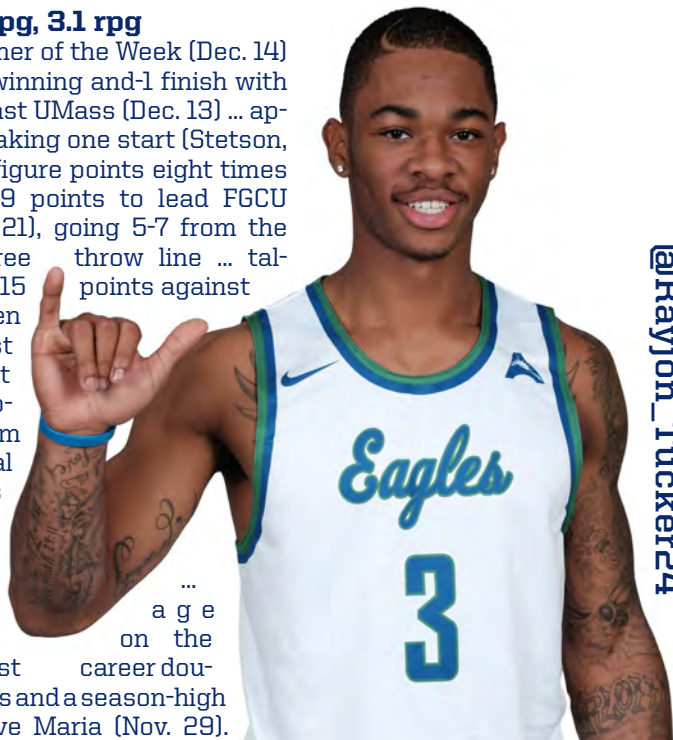 pg, 3.1 rpg
ner of the Week (Dec. 14)
winning and-1 finish with
ast UMass (Dec. 13) ... ap-
aking one start (Stetson,
figure points eight times
9 points to lead FGCU
21), going 5-7 from the
ree throw line ... tal-
15 points against
en
st
t
o-
m
al
s
...
age
on the
st career dou-
s and a season-high
ve Maria (Nov. 29).
Eagles
3
@Rayjon_Tucker24